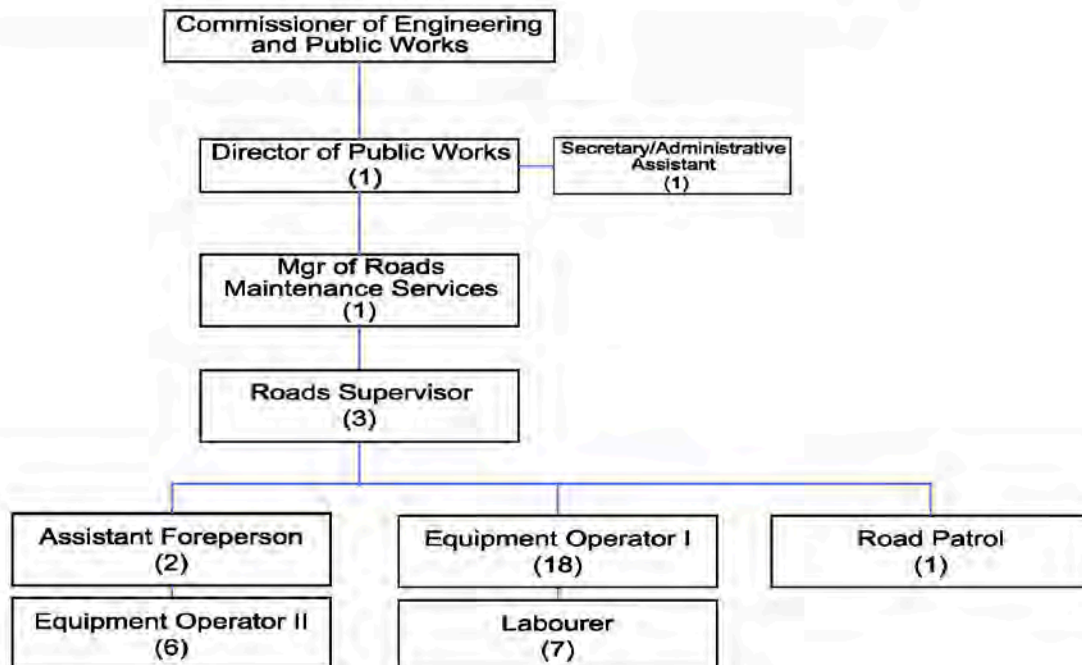 Commissioner of Engineering
and Public Works
Director of Public Works
(1)
Secretary/Administrative
Assistant
(1)
Mgr of Roads
Maintenance Services
(1)
Roads Supervisor
(3)
Assistant Foreperson
(2)
Equipment Operator I
(18)
Road Patrol
(1)
Equipment Operator II
(6)
Labourer
(7)